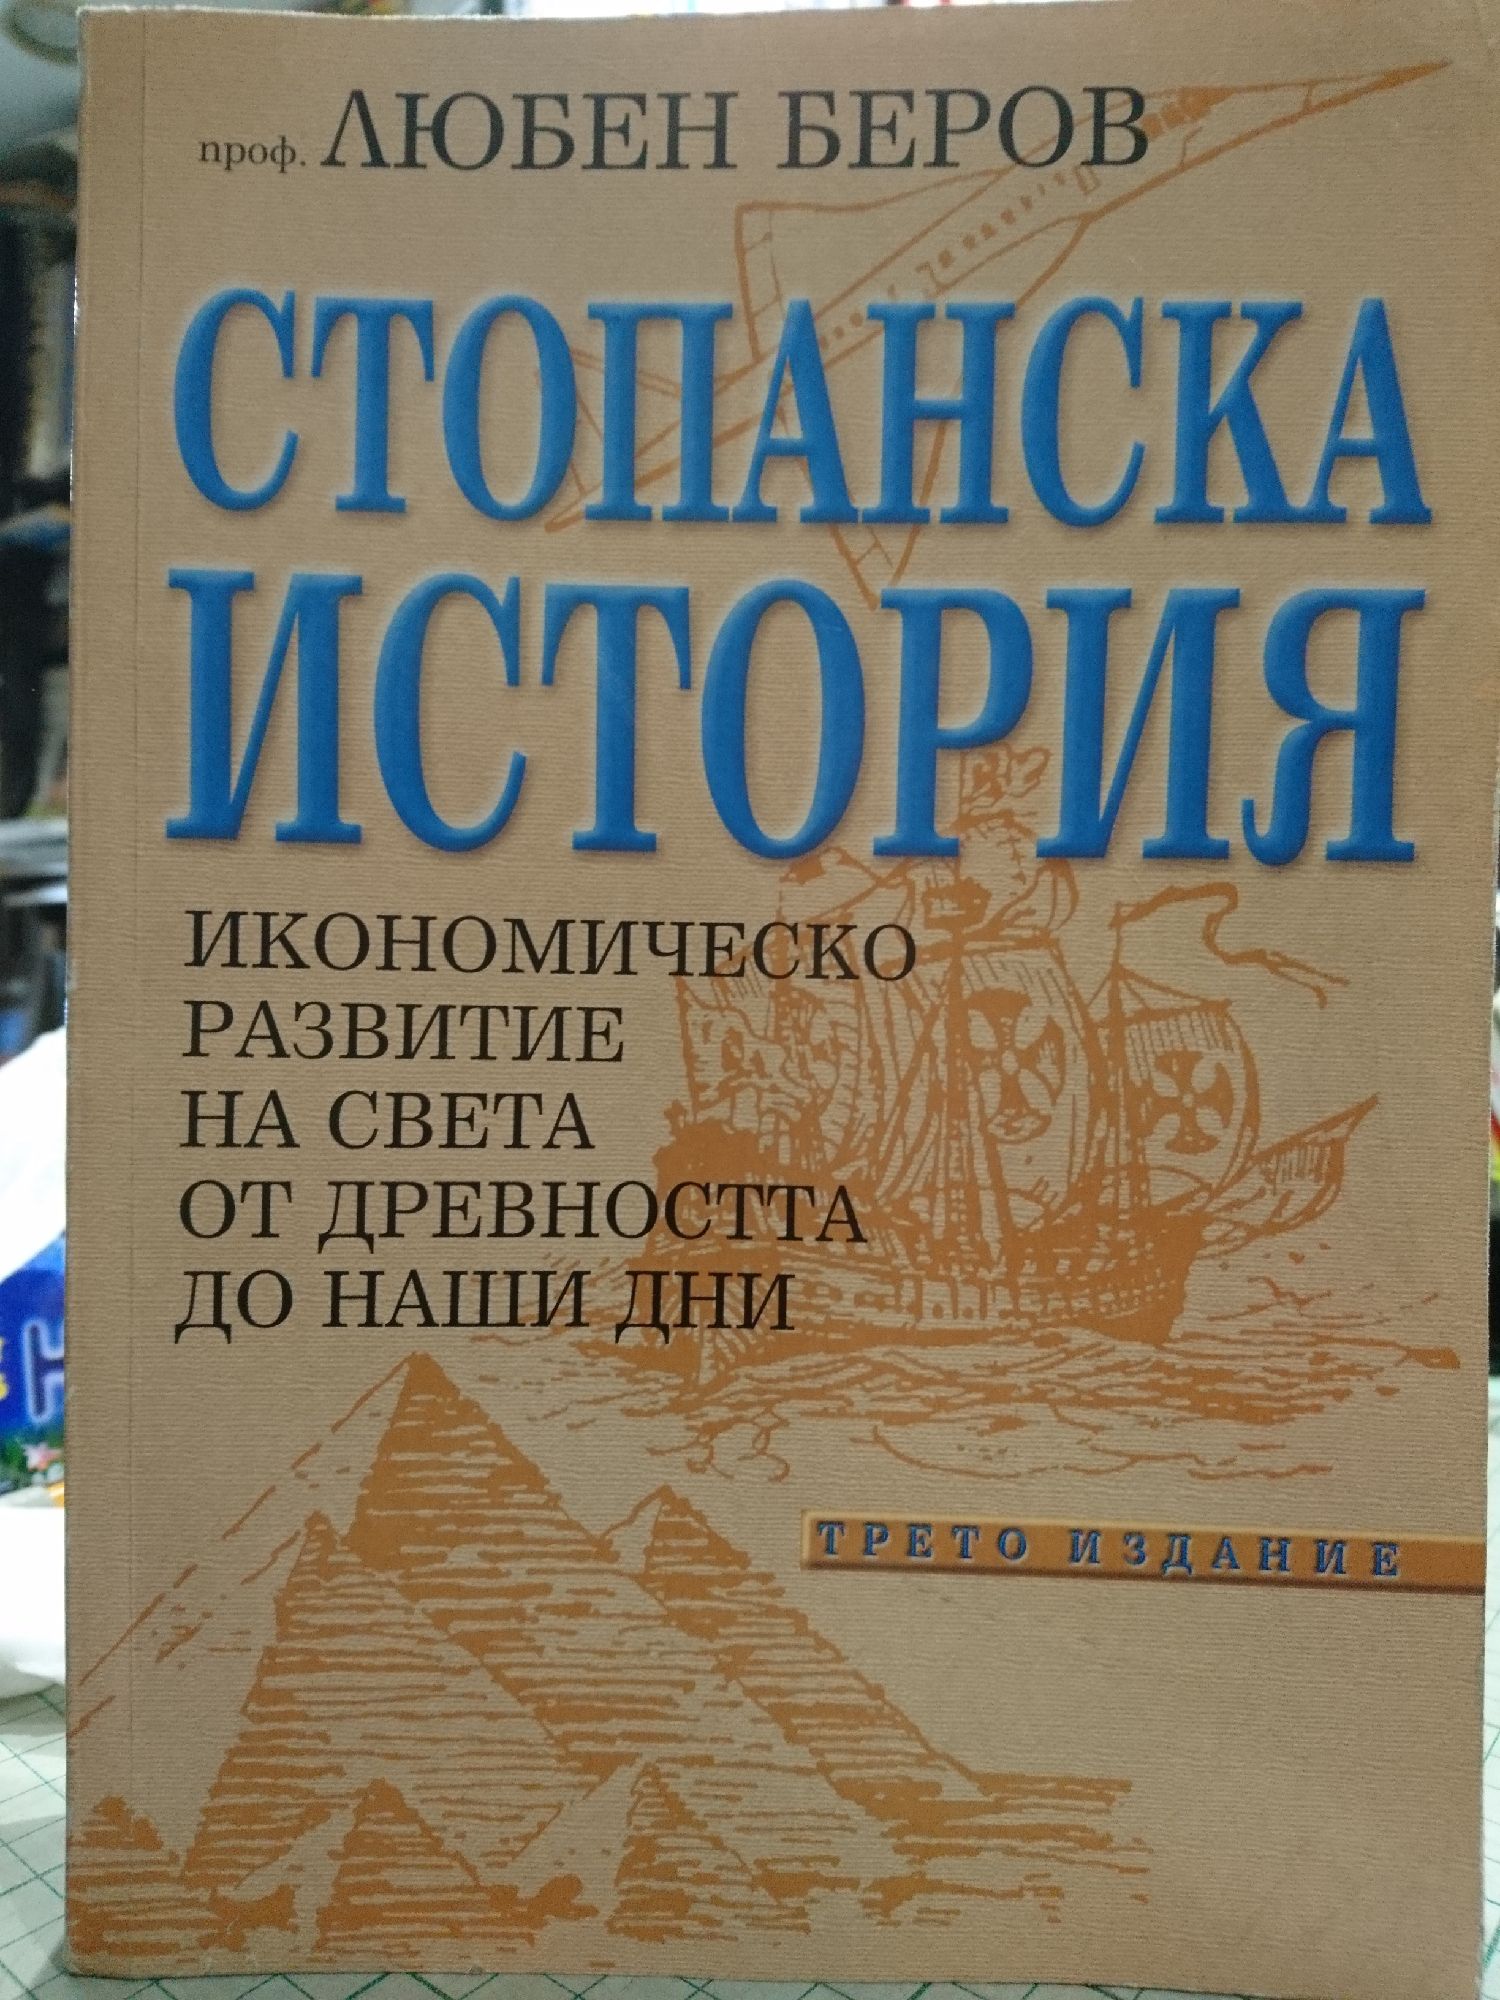 проф. ЛЮБЕН БЕРОВ
СТОПАНСКА
ИСТОРИЯ
ИКОНОМИЧЕСКО
РАЗВИТИЕ
НА СВЕТА
ОТ ДРЕВНОСТТА
ДО НАШИ ДНИ
ТРЕТО ИЗДАНИЕ